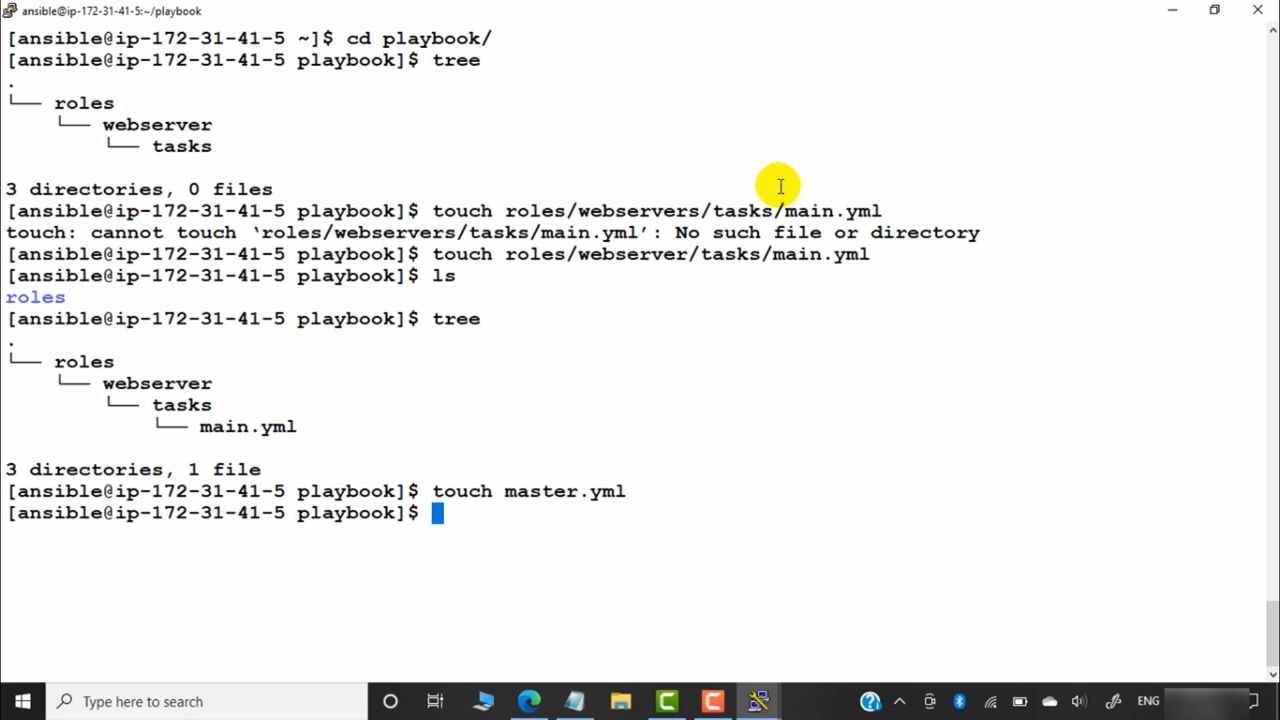 ansible@ip-172-31-41-5:~/playbook
[ansible@ip-172-31-41-5 ~]$ cd playbook/
[ansible@ip-172-31-41-5 playbook]$ tree
.
└── roles
    └── webserver
        └── tasks
3 directories, 0 files
[ansible@ip-172-31-41-5 playbook]$ touch roles/webservers/tasks/main.yml
touch: cannot touch ‘roles/webservers/tasks/main.yml’: No such file or directory
[ansible@ip-172-31-41-5 playbook]$ touch roles/webserver/tasks/main.yml
[ansible@ip-172-31-41-5 playbook]$ ls
roles
[ansible@ip-172-31-41-5 playbook]$ tree
.
└── roles
    └── webserver
        └── tasks
            └── main.yml
3 directories, 1 file
[ansible@ip-172-31-41-5 playbook]$ touch master.yml
[ansible@ip-172-31-41-5 playbook]$
Type here to search
ENG